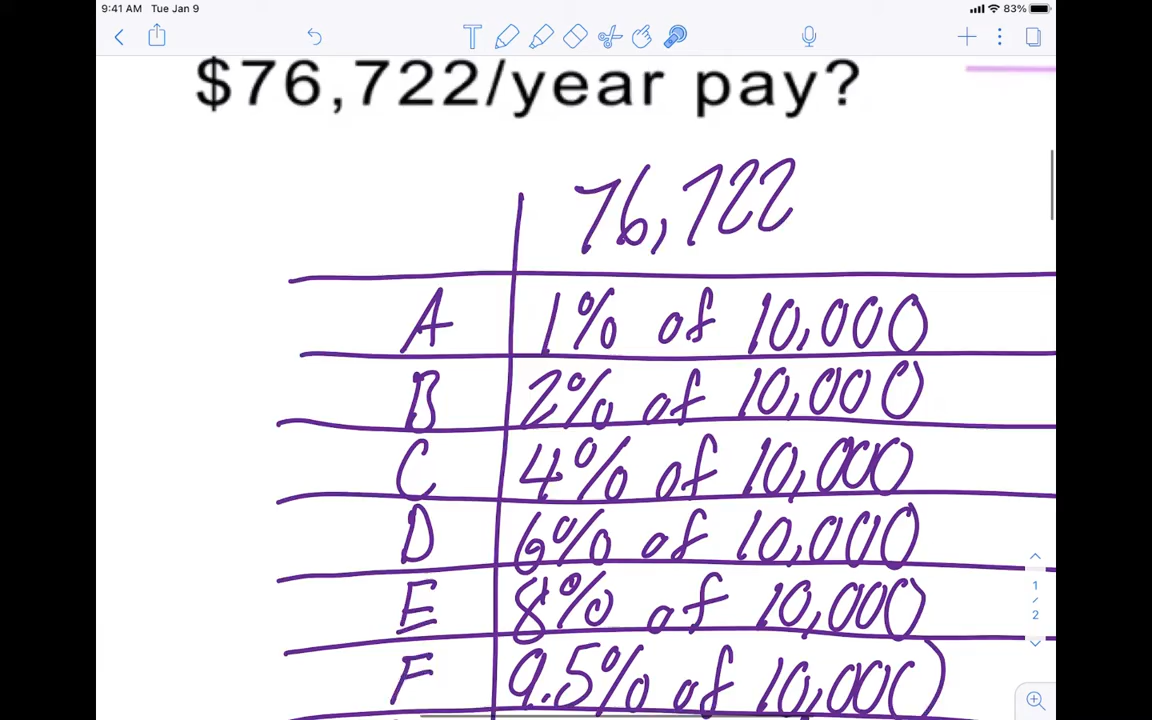 9:41 AM Tue Jan 9 83%
T
$76,722/year pay?
76,722
A 1% of 10,000
B 2% of 10,000
C 4% of 10,000
D 6% of 10,000
E 8% of 10,000
F 9.5% of 10,000
1
/
2